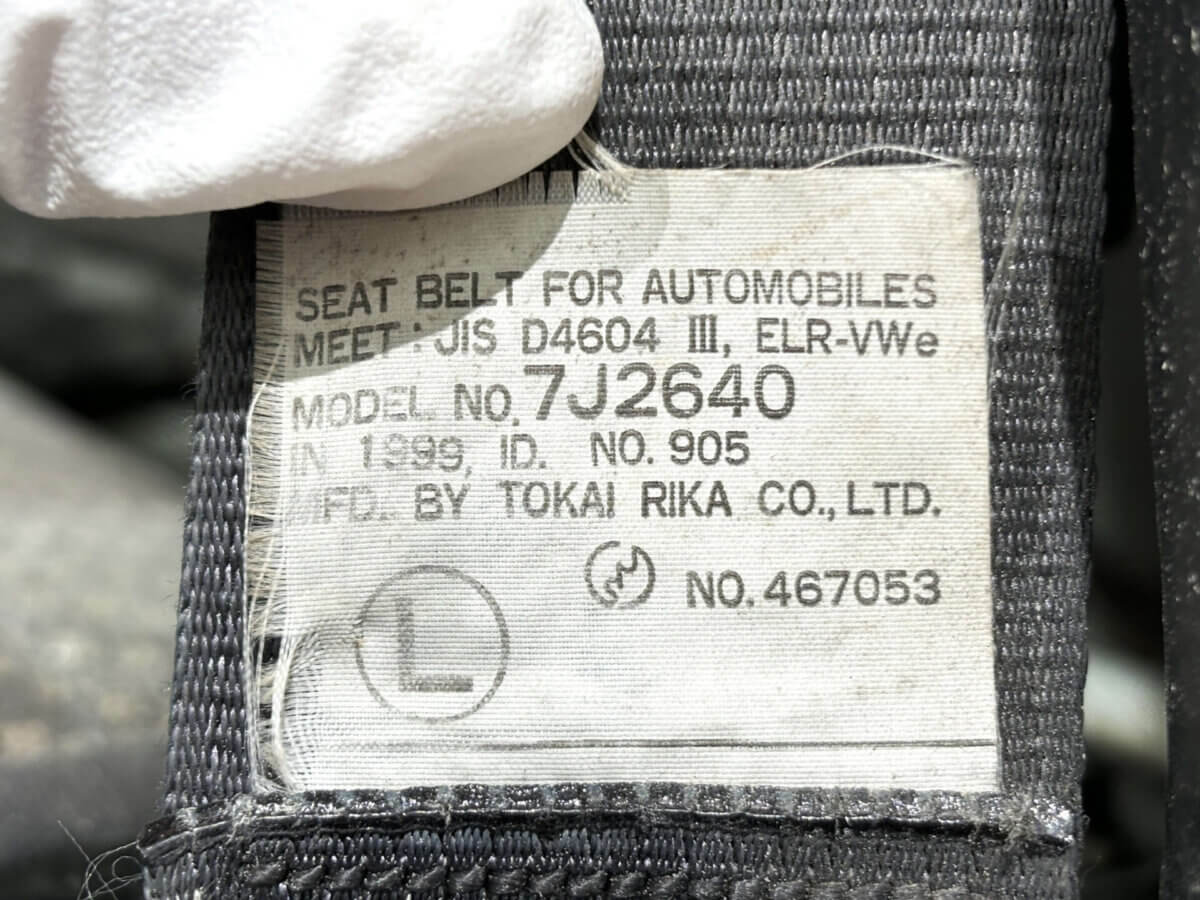 SEAT BELT FOR AUTOMOBILES
MEET : JIS D4604 III, ELR-VWe
MODEL NO. 7J2640
IN 1999, ID. NO. 905
MFD. BY TOKAI RIKA CO., LTD.
NO. 467053
L